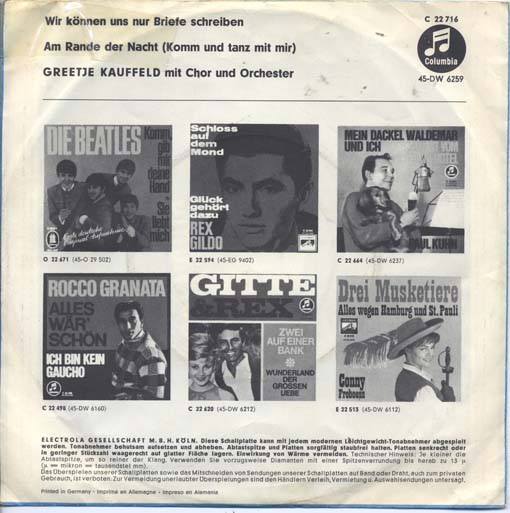 Wir können uns nur Briefe schreiben
Am Rande der Nacht (Komm und tanz mit mir)
GREETJE KAUFFELD mit Chor und Orchester
C 22 716
Columbia
45-DW 6259
DIE BEATLES
Komm,
gib
mir
deine
Hand
Sie
liebt
mich
O 22 671 (45-O 29 502)
Schloss
auf
dem
Mond
Glück
gehört
dazu
REX
GILDO
E 22 594 (45-EO 9402)
MEIN DACKEL WALDEMAR
UND ICH
PAUL KUHN
C 22 664 (45-DW 6237)
ROCCO GRANATA
ALLES
WÄR'
SCHÖN
ICH BIN KEIN
GAUCHO
C 22 498 (45-DW 6160)
GITTE
& REX
ZWEI
AUF EINER
BANK
WUNDERLAND
DER
GROSSEN
LIEBE
C 22 620 (45-DW 6212)
Drei Musketiere
Alles wegen Hamburg und St. Pauli
Conny
Froboess
E 22 513 (45-DW 6112)
ELECTROLA GESELLSCHAFT M. B. H. KÖLN. Diese Schallplatte kann mit jedem modernen Leichtgewicht-Tonabnehmer abgespielt
werden. Tonabnehmer behutsam aufsetzen und abheben. Abtastspitze und Platten sorgfältig staubfrei halten. Platten senkrecht oder
in geringer Stückzahl waagerecht auf glatter Fläche lagern. Einwirkung von Wärme vermeiden. Technischer Hinweis: Je kleiner die
Abtastspitze, um so reiner der Klang. Verwenden Sie vorzugsweise Diamanten mit einer Spitzenverrundung bis herab zu 13 µ
(µ = mikron = tausendstel mm).
Das Überspielen unserer Schallplatten sowie das Mitschneiden von Sendungen unserer Schallplatten auf Band oder Draht, auch zum privaten
Gebrauch, ist verboten. Zur Vermeidung unerlaubter Überspielungen sind den Händlern Verleih, Vermietung u. Auswahlsendungen untersagt.
Printed in Germany - Imprimé en Allemagne - Impreso en Alemania